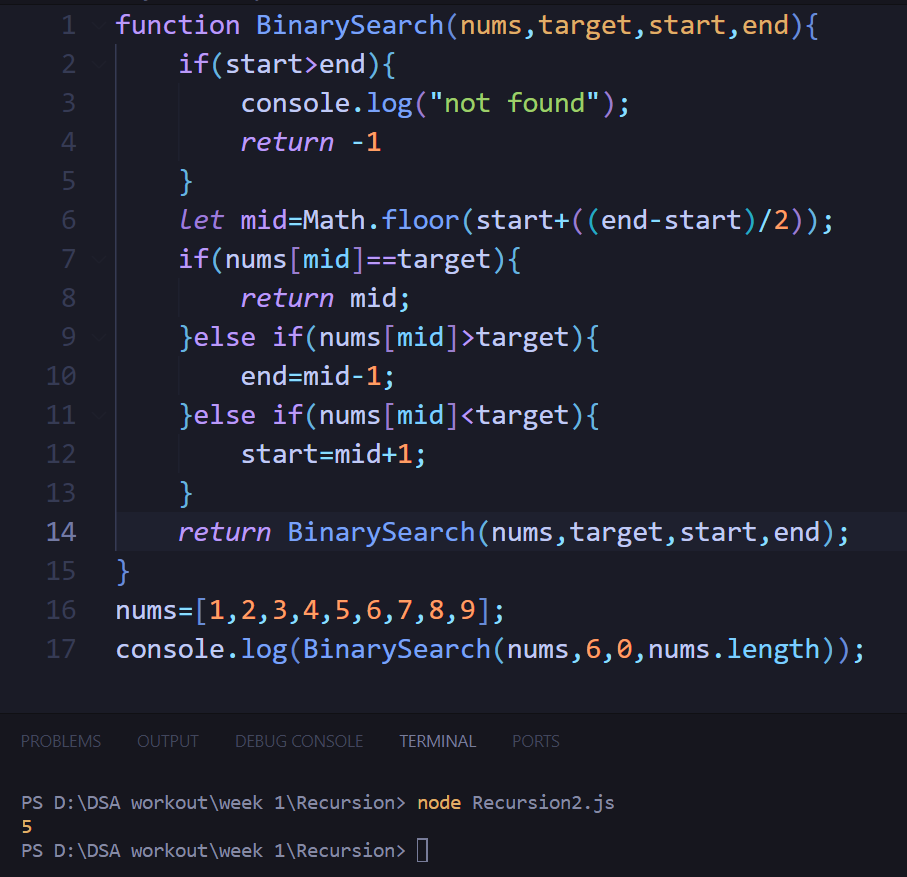 1 function BinarySearch(nums,target,start,end){
2     if(start>end){
3         console.log("not found");
4         return -1
5     }
6     let mid=Math.floor(start+((end-start)/2));
7     if(nums[mid]==target){
8         return mid;
9     }else if(nums[mid]>target){
10         end=mid-1;
11     }else if(nums[mid]<target){
12         start=mid+1;
13     }
14     return BinarySearch(nums,target,start,end);
15 }
16 nums=[1,2,3,4,5,6,7,8,9];
17 console.log(BinarySearch(nums,6,0,nums.length));
PROBLEMS OUTPUT DEBUG CONSOLE TERMINAL PORTS
PS D:\DSA workout\week 1\Recursion> node Recursion2.js
5
PS D:\DSA workout\week 1\Recursion>